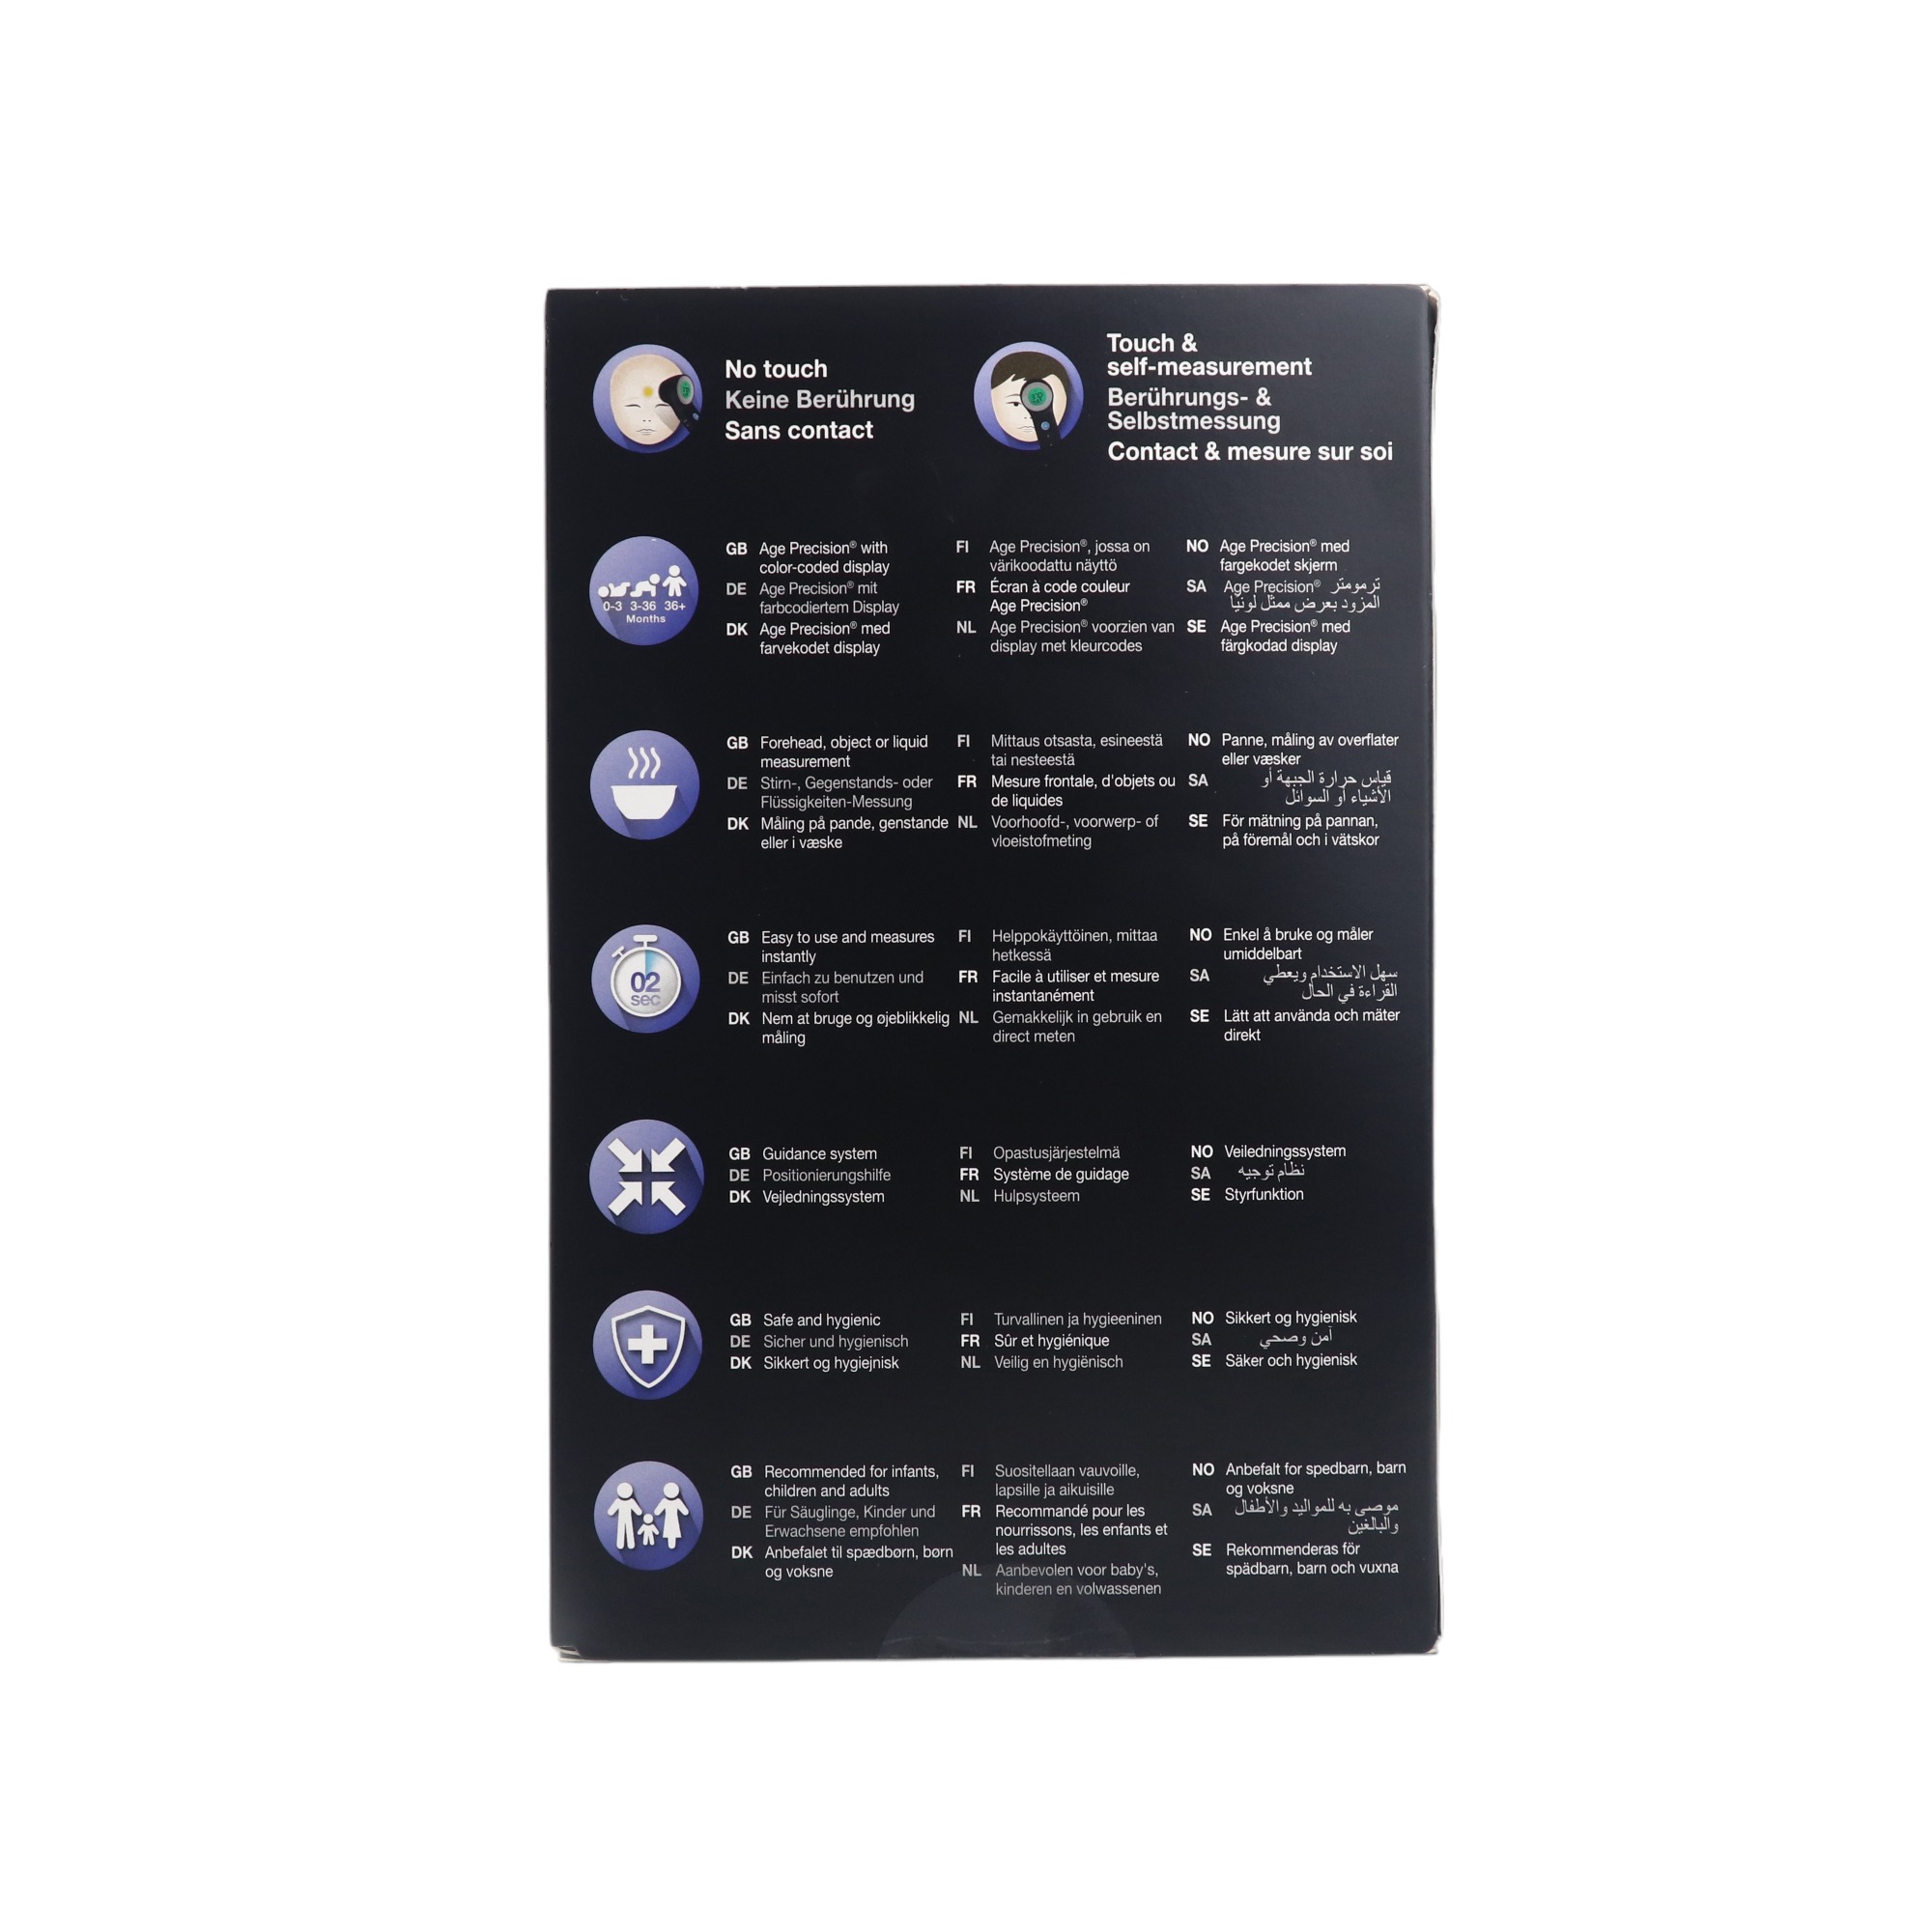 No touch
Keine Berührung
Sans contact
Touch &
self-measurement
Berührungs- &
Selbstmessung
Contact & mesure sur soi
0-3 3-36 36+
Months
GB Age Precision® with
color-coded display
DE Age Precision® mit
farbcodiertem Display
DK Age Precision® med
farvekodet display
FI Age Precision®, jossa on
värikoodattu näyttö
FR Écran à code couleur
Age Precision®
NL Age Precision® voorzien van
display met kleurcodes
NO Age Precision® med
fargekodet skjerm
SA ترمومتر Age Precision®
المزود بعرض ممثل لونيًا
SE Age Precision® med
färgkodad display
GB Forehead, object or liquid
measurement
DE Stirn-, Gegenstands- oder
Flüssigkeiten-Messung
DK Måling på pande, genstande
eller i væske
FI Mittaus otsasta, esineestä
tai nesteestä
FR Mesure frontale, d'objets ou
de liquides
NL Voorhoofd-, voorwerp- of
vloeistofmeting
NO Panne, måling av overflater
eller væsker
SA قياس حرارة الجبهة أو
الأشياء أو السوائل
SE För mätning på pannan,
på föremål och i vätskor
02
sec
GB Easy to use and measures
instantly
DE Einfach zu benutzen und
misst sofort
DK Nem at bruge og øjeblikkelig
måling
FI Helppokäyttöinen, mittaa
hetkessä
FR Facile à utiliser et mesure
instantanément
NL Gemakkelijk in gebruik en
direct meten
NO Enkel å bruke og måler
umiddelbart
SA سهل الاستخدام ويعطي
القراءة في الحال
SE Lätt att använda och mäter
direkt
GB Guidance system
DE Positionierungshilfe
DK Vejledningssystem
FI Opastusjärjestelmä
FR Système de guidage
NL Hulpsysteem
NO Veiledningssystem
SA نظام توجيه
SE Styrfunktion
GB Safe and hygienic
DE Sicher und hygienisch
DK Sikkert og hygiejnisk
FI Turvallinen ja hygieeninen
FR Sûr et hygiénique
NL Veilig en hygiënisch
NO Sikkert og hygienisk
SA آمن وصحي
SE Säker och hygienisk
GB Recommended for infants,
children and adults
DE Für Säuglinge, Kinder und
Erwachsene empfohlen
DK Anbefalet til spædbørn, børn
og voksne
FI Suositellaan vauvoille,
lapsille ja aikuisille
FR Recommandé pour les
nourrissons, les enfants et
les adultes
NL Aanbevolen voor baby's,
kinderen en volwassenen
NO Anbefalt for spedbarn, barn
og voksne
SA موصى به للمواليد والأطفال
والبالغين
SE Rekommenderas för
spädbarn, barn och vuxna